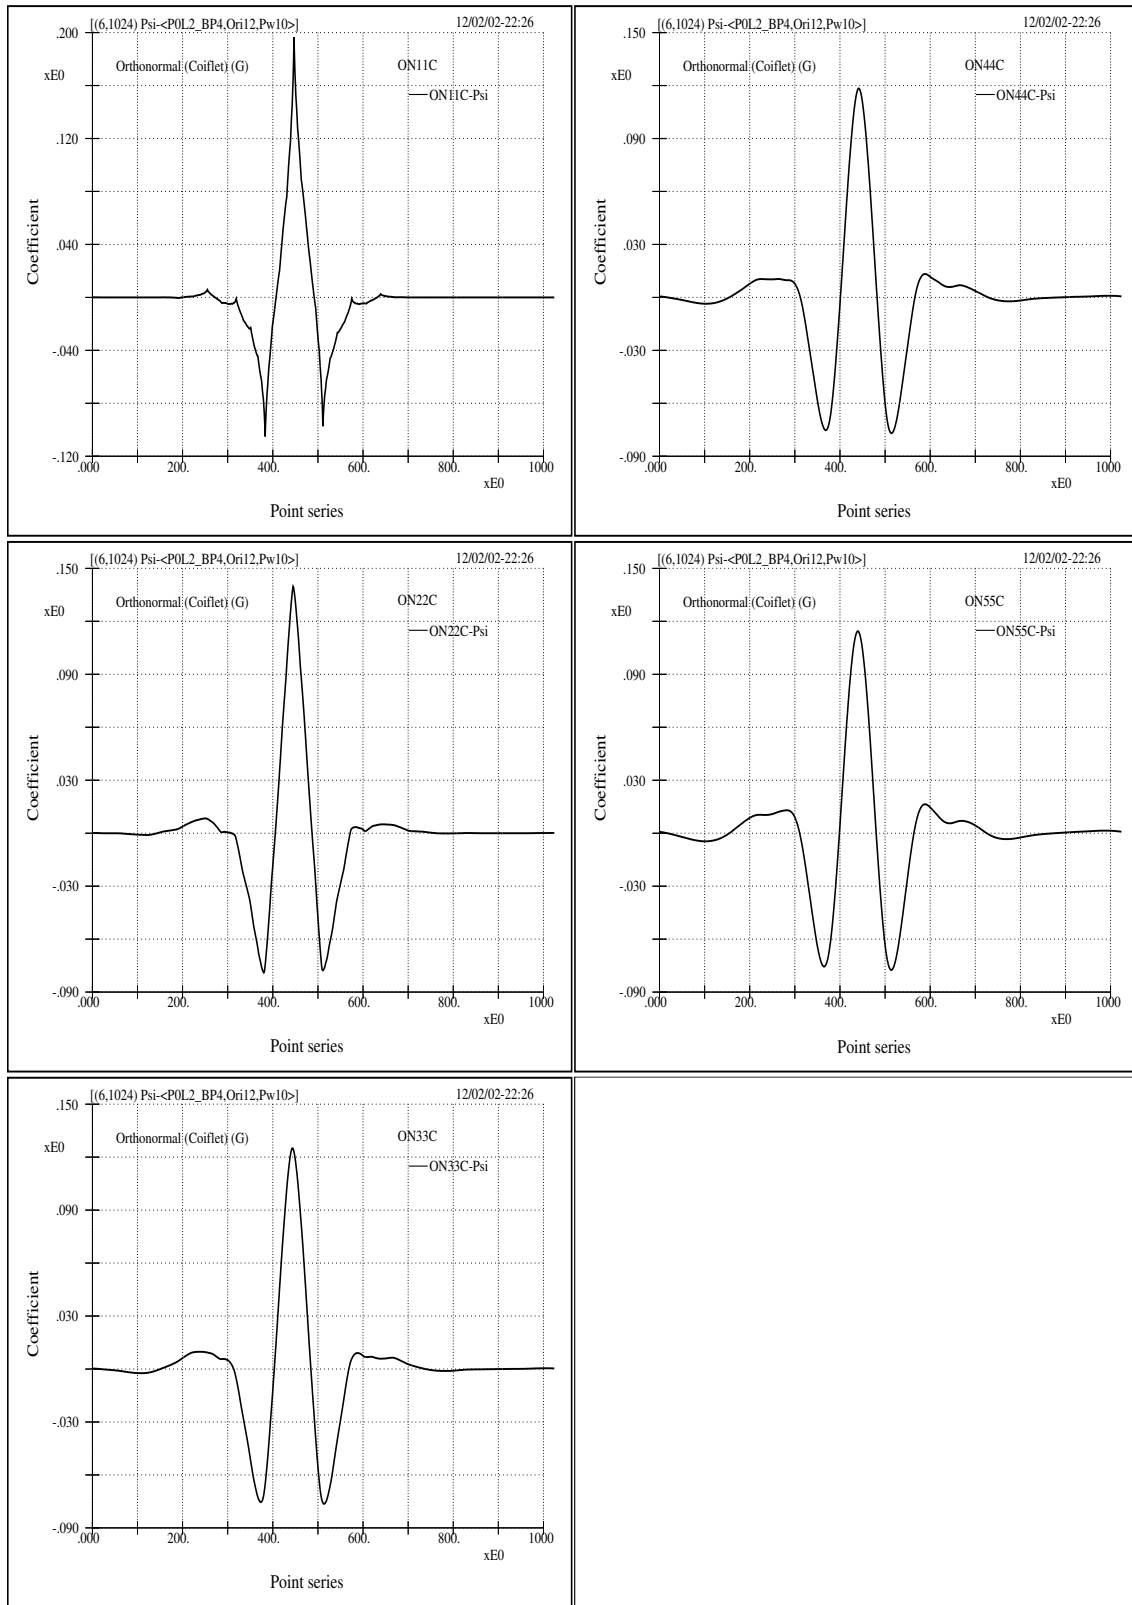 [(6,1024) Psi-<P0L2_BP4,Ori12,Pw10>] 12/02/02-22:26
.200
xE0
Orthonormal (Coiflet) (G) ON11C
ON11C-Psi
.120
.040
-.040
-.120
Coefficient
.000 200. 400. 600. 800. 1000
xE0
Point series
[(6,1024) Psi-<P0L2_BP4,Ori12,Pw10>] 12/02/02-22:26
.150
xE0
Orthonormal (Coiflet) (G) ON44C
ON44C-Psi
.090
.030
-.030
-.090
Coefficient
.000 200. 400. 600. 800. 1000
xE0
Point series
[(6,1024) Psi-<P0L2_BP4,Ori12,Pw10>] 12/02/02-22:26
.150
xE0
Orthonormal (Coiflet) (G) ON22C
ON22C-Psi
.090
.030
-.030
-.090
Coefficient
.000 200. 400. 600. 800. 1000
xE0
Point series
[(6,1024) Psi-<P0L2_BP4,Ori12,Pw10>] 12/02/02-22:26
.150
xE0
Orthonormal (Coiflet) (G) ON55C
ON55C-Psi
.090
.030
-.030
-.090
Coefficient
.000 200. 400. 600. 800. 1000
xE0
Point series
[(6,1024) Psi-<P0L2_BP4,Ori12,Pw10>] 12/02/02-22:26
.150
xE0
Orthonormal (Coiflet) (G) ON33C
ON33C-Psi
.090
.030
-.030
-.090
Coefficient
.000 200. 400. 600. 800. 1000
xE0
Point series